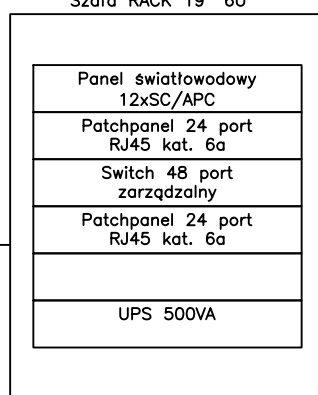 Szafa RACK 19" 6U
Panel światłowodowy
12xSC/APC
Patchpanel 24 port
RJ45 kat. 6a
Switch 48 port
zarządzalny
Patchpanel 24 port
RJ45 kat. 6a
UPS 500VA